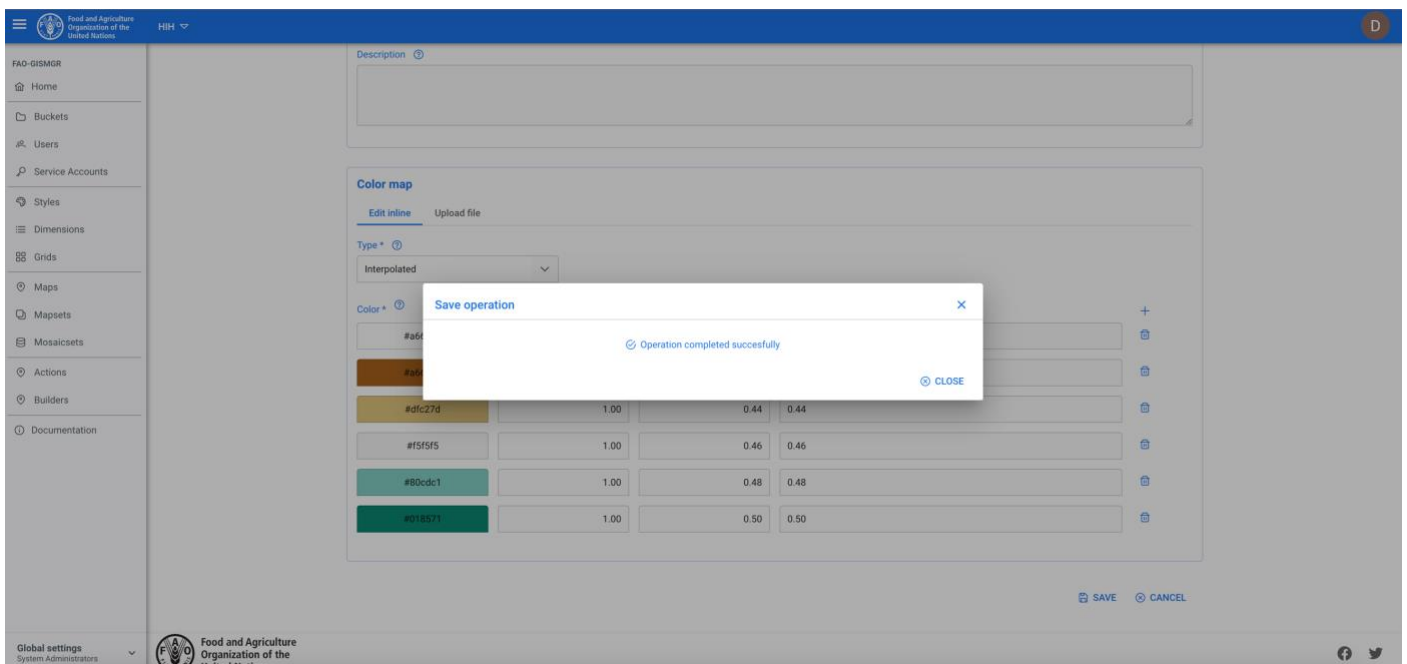 Food and Agriculture
Organization of the
United Nations
HIH
D
FAO-GISMGR
Home
Buckets
Users
Service Accounts
Styles
Dimensions
Grids
Maps
Mapsets
Mosaicsets
Actions
Builders
Documentation
Global settings
System Administrators
Description
Color map
Edit inline Upload file
Type *
Interpolated
Color *
Save operation
Operation completed succesfully
CLOSE
#dfc27d 1.00 0.44 0.44
#f5f5f5 1.00 0.46 0.46
#80cdc1 1.00 0.48 0.48
#018571 1.00 0.50 0.50
SAVE CANCEL
Food and Agriculture
Organization of the